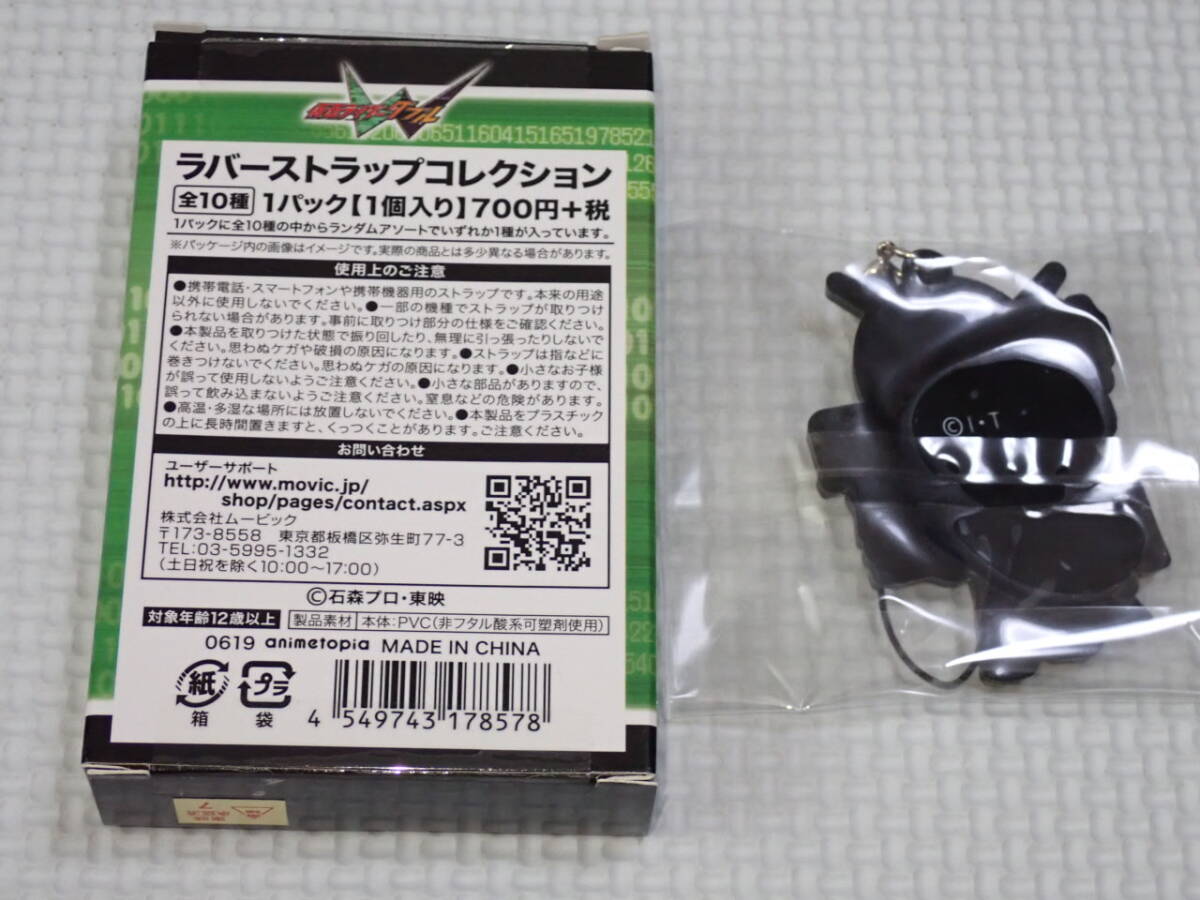 仮面ライダーダブル
06511604151651978521
ラバーストラップコレクション
全10種 1パック【1個入り】700円+税
1パックに全10種の中からランダムアソートでいずれか1種が入っています。
※パッケージ内の画像はイメージです。実際の商品とは多少異なる場合があります。
使用上のご注意
●携帯電話・スマートフォンや携帯機器用のストラップです。本来の用途
以外に使用しないでください。●一部の機種でストラップが取りつけ
られない場合があります。事前に取りつけ部分の仕様をご確認ください。
●本製品を取りつけた状態で振り回したり、無理に引っ張ったりしないで
ください。思わぬケガや破損の原因になります。●ストラップは指などに
巻きつけないでください。思わぬケガの原因になります。●小さなお子様
が誤って使用しないようご注意ください。●小さな部品がありますので、
誤って飲み込まないようご注意ください。窒息などの危険があります。
●高温・多湿な場所には放置しないでください。●本製品をプラスチック
の上に長時間置きますと、くっつくことがあります。ご注意ください。
お問い合わせ
ユーザーサポート
http://www.movic.jp/
shop/pages/contact.aspx
株式会社ムービック
〒173-8558 東京都板橋区弥生町77-3
TEL:03-5995-1332
(土日祝を除く10:00〜17:00)
©石森プロ・東映
対象年齢12歳以上 製品素材 本体:PVC(非フタル酸系可塑剤使用)
0619 animetopia MADE IN CHINA
紙 プラ
箱 袋
4 549743 178578
©I・T